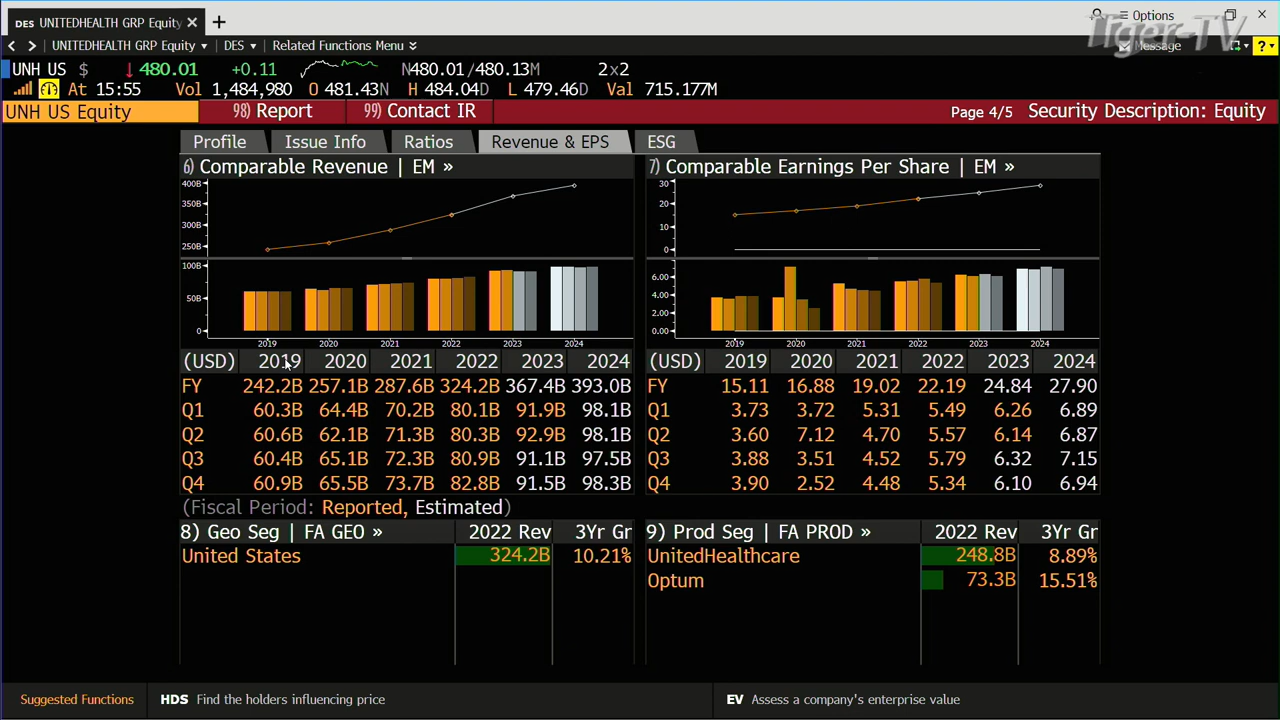 DES UNITEDHEALTH GRP Equity × +
Options
Tiger-TV
< > UNITEDHEALTH GRP Equity ▾ DES ▾ Related Functions Menu ≫ Message ?
UNH US $ ↓ 480.01 +0.11 N480.01/480.13M 2x2
At 15:55 Vol 1,484,980 O 481.43N H 484.04D L 479.46D Val 715.177M
UNH US Equity 98) Report 99) Contact IR Page 4/5 Security Description: Equity
Profile Issue Info Ratios Revenue & EPS ESG
6) Comparable Revenue | EM »
400B
350B
300B
250B
100B
50B
0
2019 2020 2021 2022 2023 2024
(USD) 2019 2020 2021 2022 2023 2024
FY 242.2B 257.1B 287.6B 324.2B 367.4B 393.0B
Q1 60.3B 64.4B 70.2B 80.1B 91.9B 98.1B
Q2 60.6B 62.1B 71.3B 80.3B 92.9B 98.1B
Q3 60.4B 65.1B 72.3B 80.9B 91.1B 97.5B
Q4 60.9B 65.5B 73.7B 82.8B 91.5B 98.3B
7) Comparable Earnings Per Share | EM »
30
20
10
0
6.00
4.00
2.00
0.00
2019 2020 2021 2022 2023 2024
(USD) 2019 2020 2021 2022 2023 2024
FY 15.11 16.88 19.02 22.19 24.84 27.90
Q1 3.73 3.72 5.31 5.49 6.26 6.89
Q2 3.60 7.12 4.70 5.57 6.14 6.87
Q3 3.88 3.51 4.52 5.79 6.32 7.15
Q4 3.90 2.52 4.48 5.34 6.10 6.94
(Fiscal Period: Reported, Estimated)
8) Geo Seg | FA GEO » 2022 Rev 3Yr Gr
United States 324.2B 10.21%
9) Prod Seg | FA PROD » 2022 Rev 3Yr Gr
UnitedHealthcare 248.8B 8.89%
Optum 73.3B 15.51%
Suggested Functions HDS Find the holders influencing price EV Assess a company's enterprise value